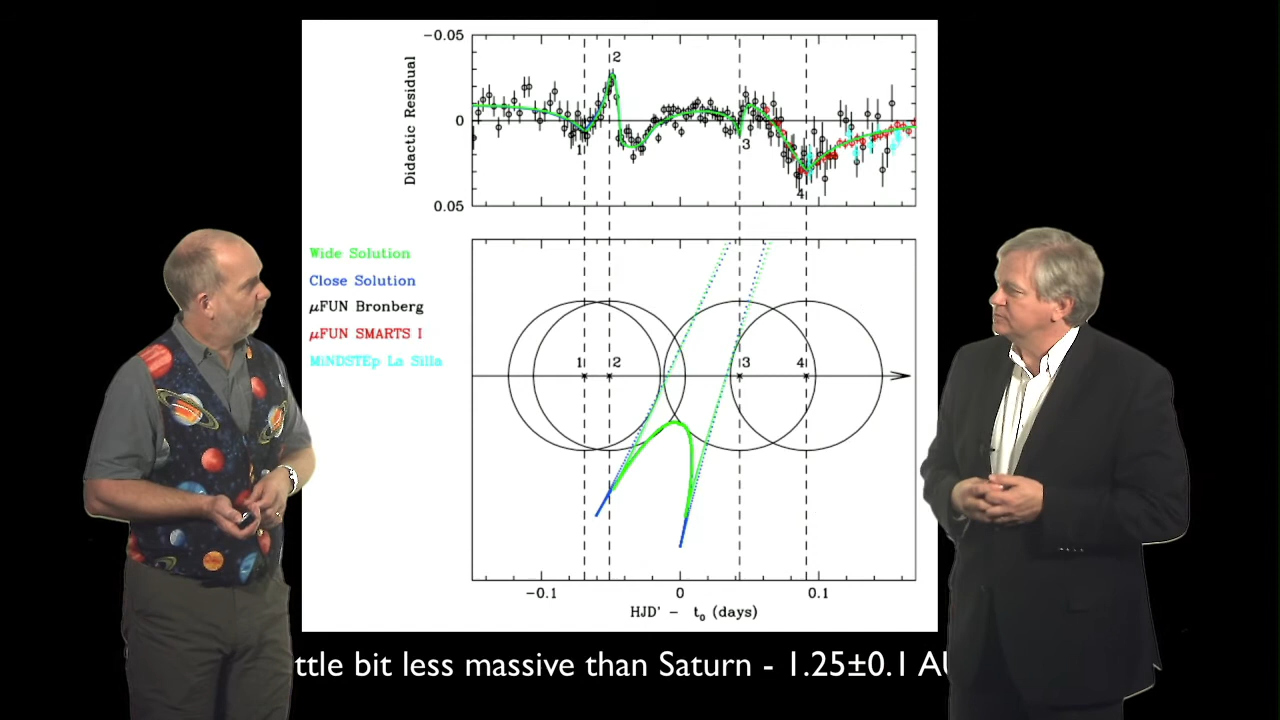 -0.05
Didactic Residual
0
0.05
1
2
3
4
Wide Solution
Close Solution
μFUN Bronberg
μFUN SMARTS I
MiNDSTEp La Silla
1 2 3 4
-0.1 0 0.1
HJD' - t₀ (days)
ttle bit less massive than Saturn - 1.25±0.1 AU